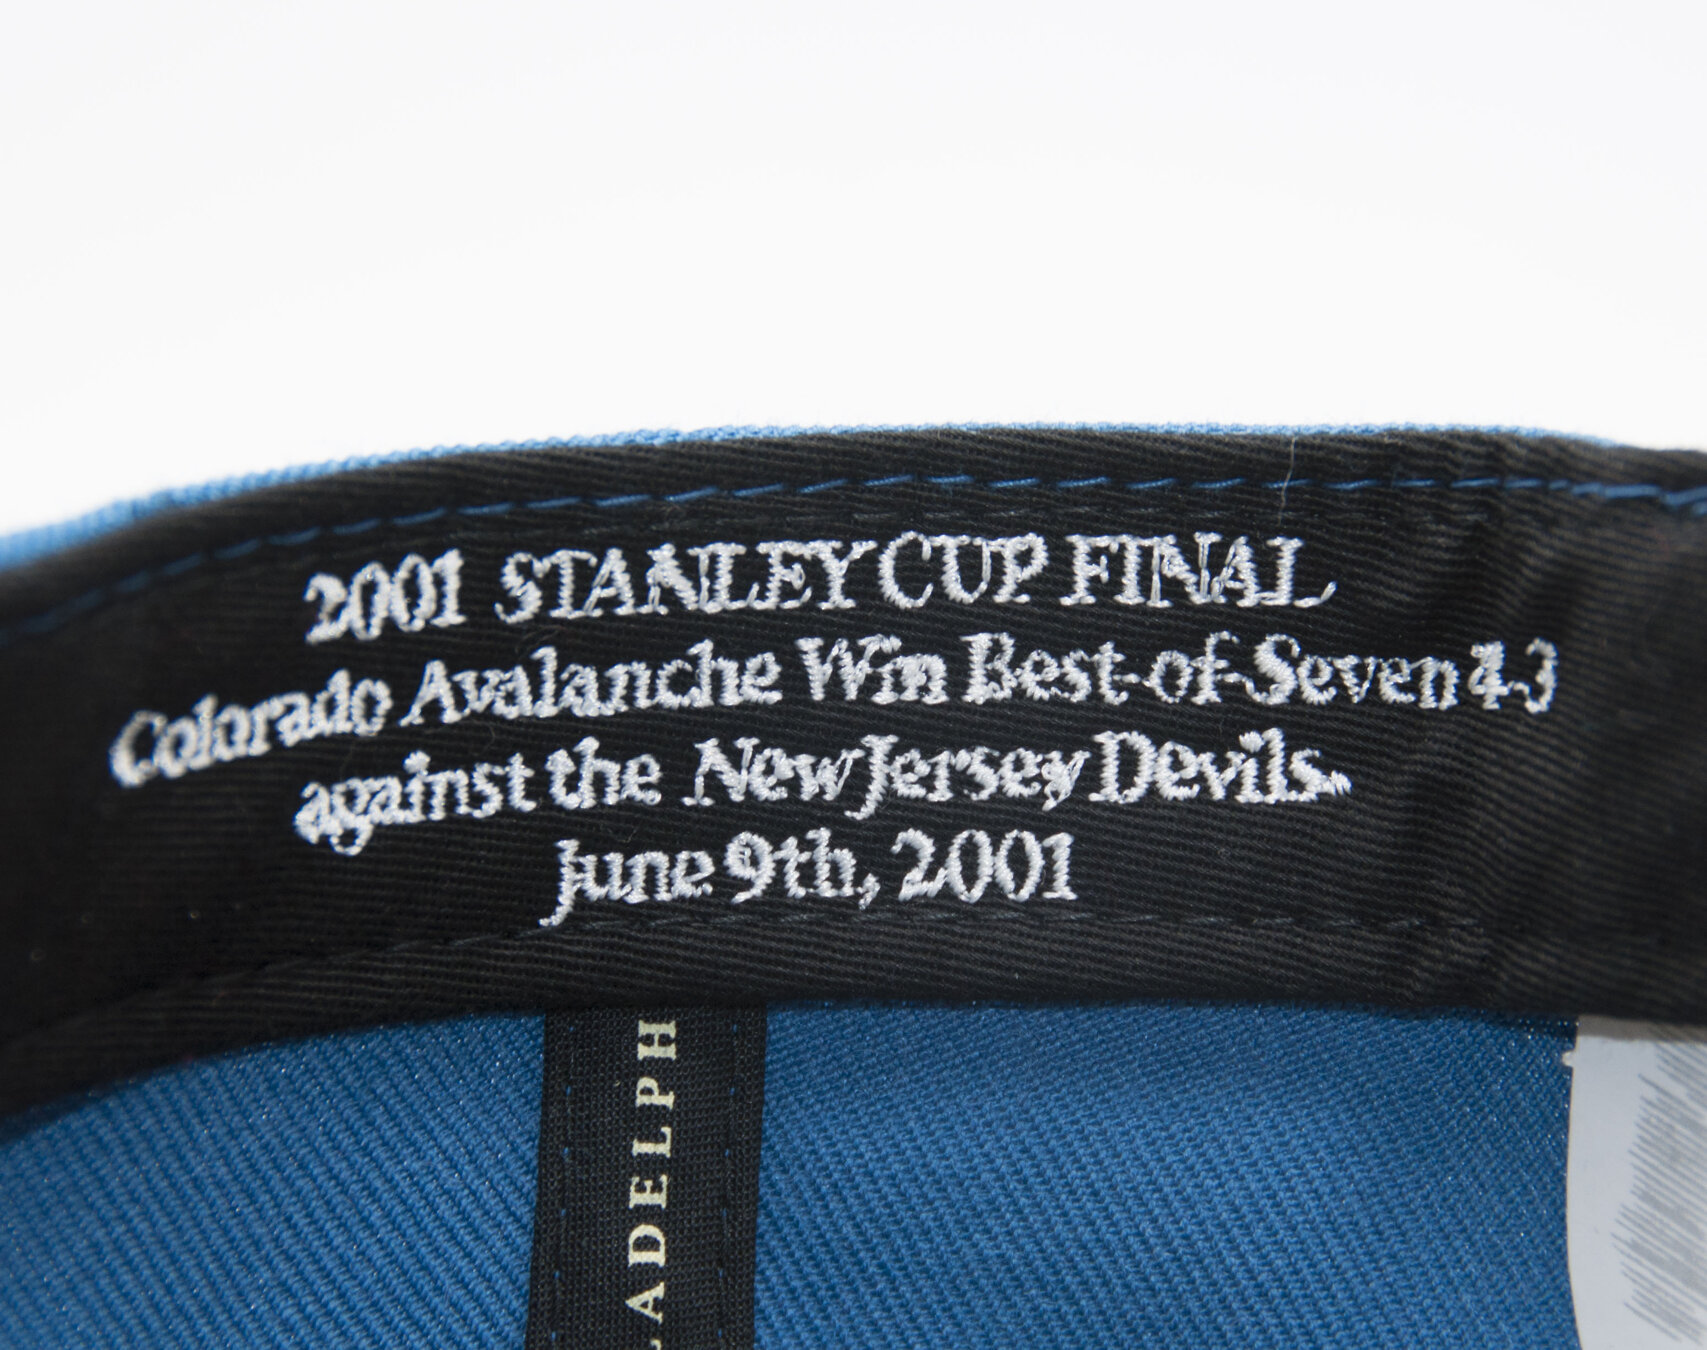 2001 STANLEY CUP FINAL
Colorado Avalanche Win Best-of-Seven 4-3
against the New Jersey Devils.
June 9th, 2001
LADELPH